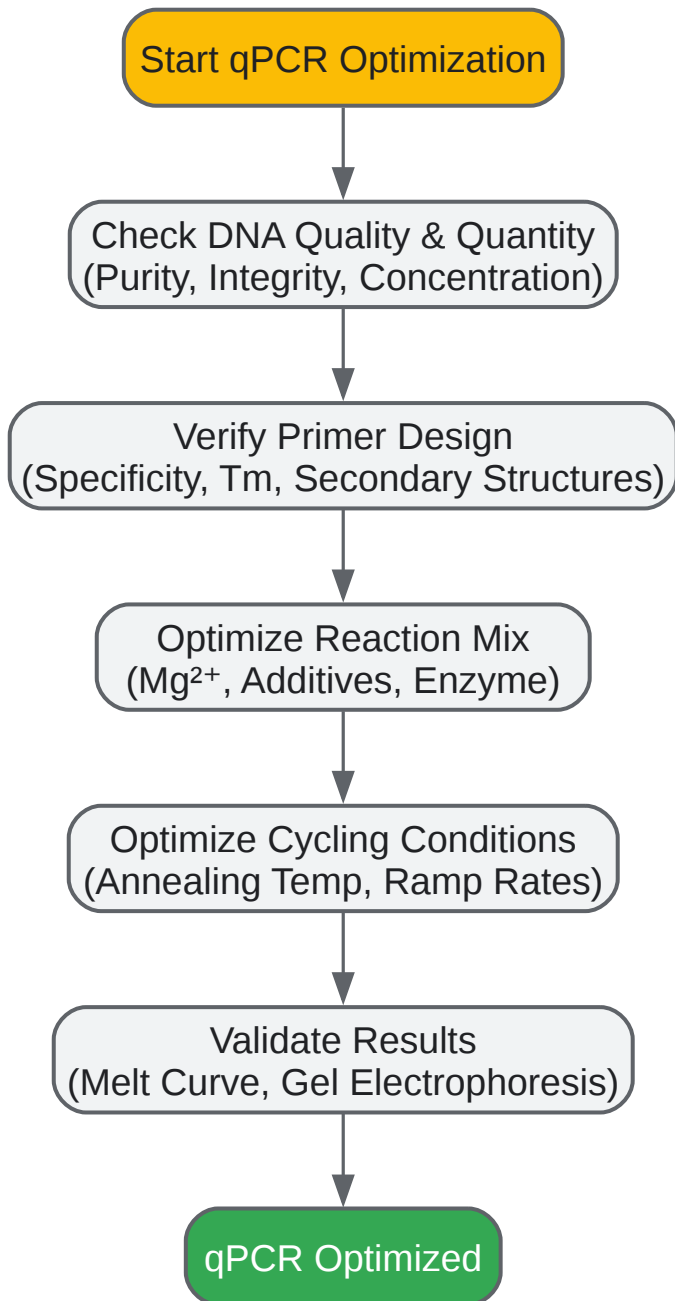 Start qPCR Optimization
Check DNA Quality & Quantity
(Purity, Integrity, Concentration)
Verify Primer Design
(Specificity, Tm, Secondary Structures)
Optimize Reaction Mix
(Mg²⁺, Additives, Enzyme)
Optimize Cycling Conditions
(Annealing Temp, Ramp Rates)
Validate Results
(Melt Curve, Gel Electrophoresis)
qPCR Optimized